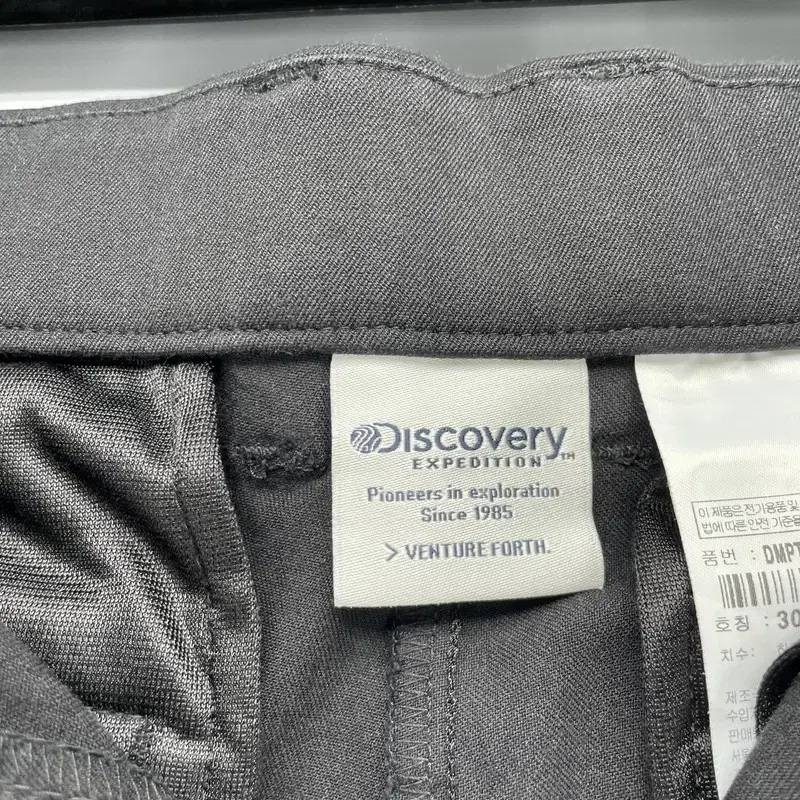 DISCOVERY
EXPEDITION™
Pioneers in exploration
Since 1985
> VENTURE FORTH.
이 제품은 전기용품 및
법에 따른 안전 기준
품번 : DMPT
호칭 : 30
치수 :
제조
수입
판매